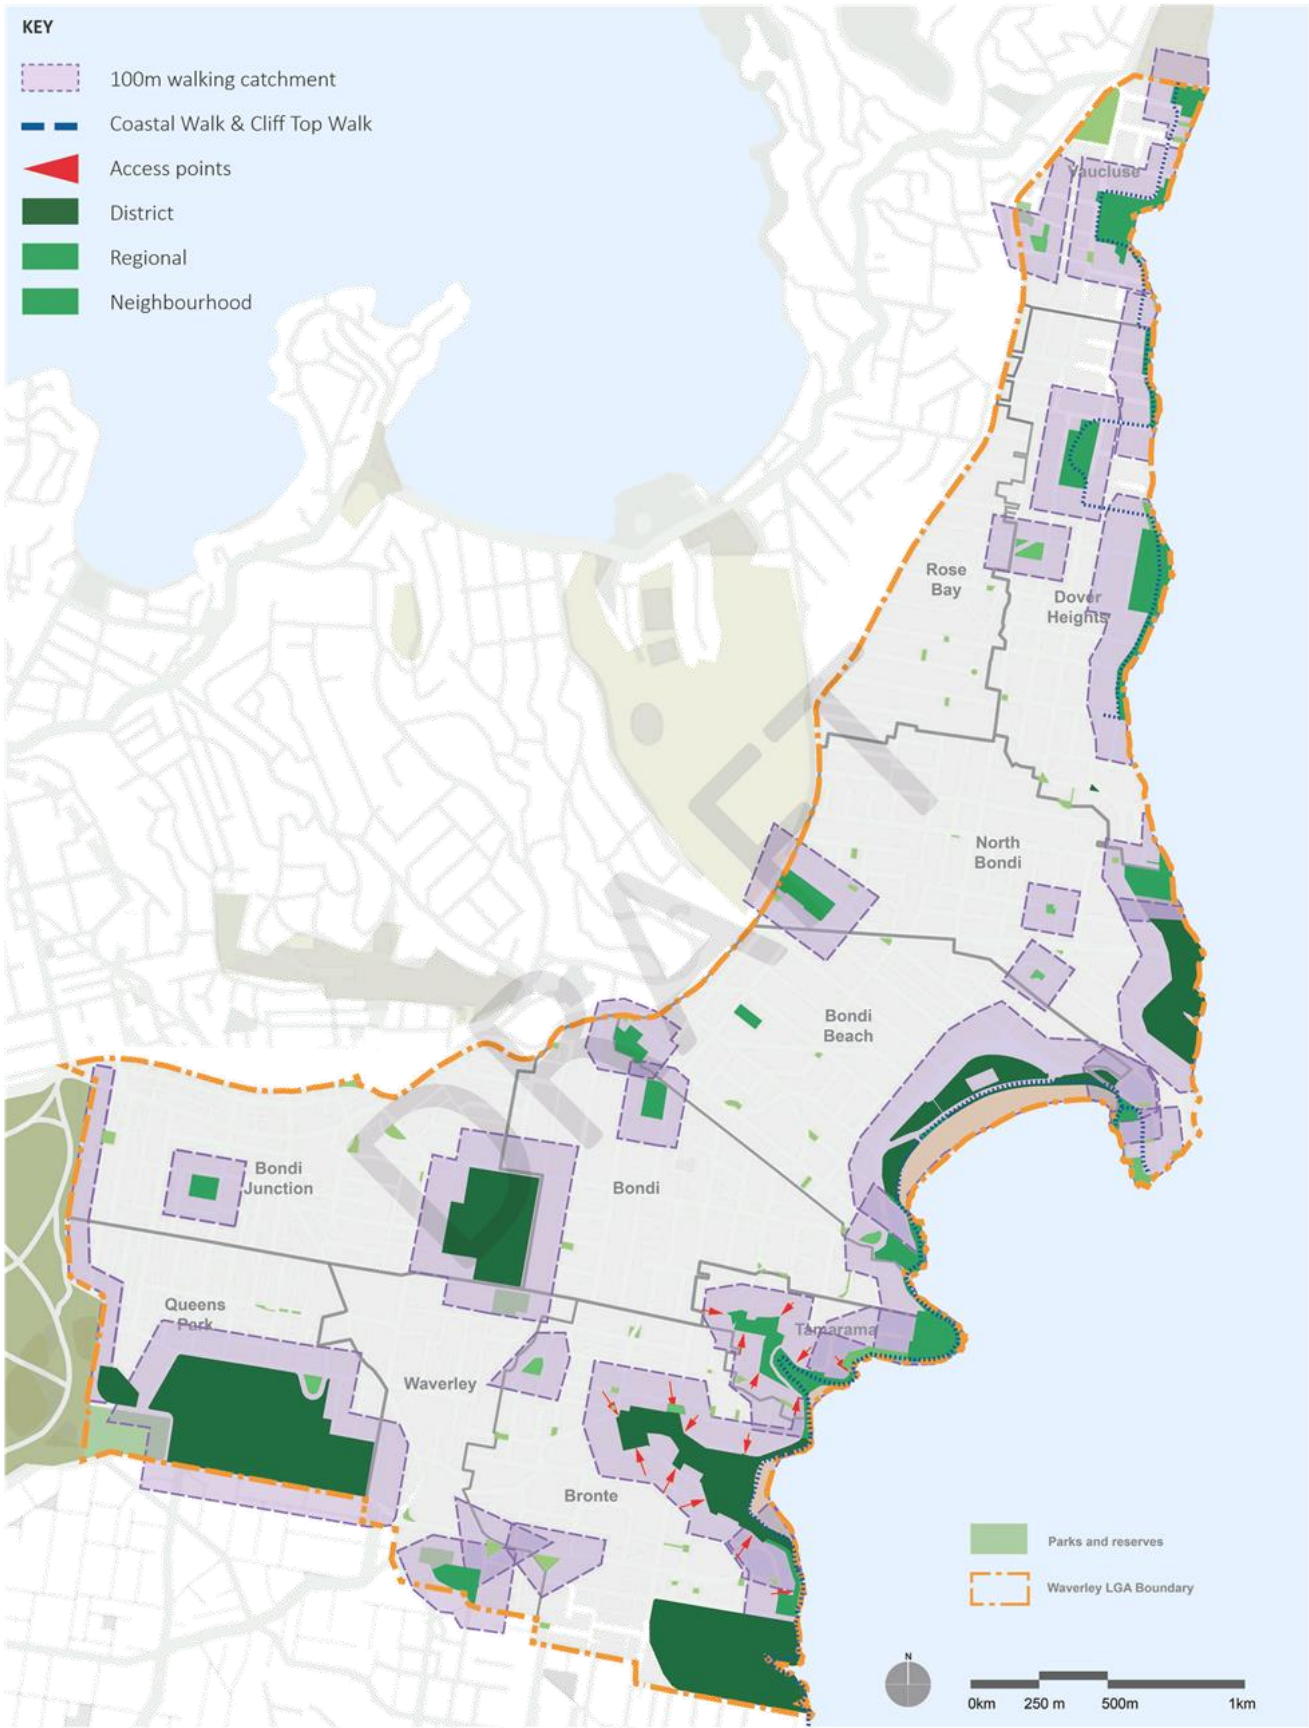 KEY
100m walking catchment
Coastal Walk & Cliff Top Walk
Access points
District
Regional
Neighbourhood
Vaucluse
Rose
Bay
Dover
Heights
North
Bondi
Bondi
Beach
Bondi
Junction
Bondi
Queens
Park
Tamarama
Waverley
Bronte
DRAFT
Parks and reserves
Waverley LGA Boundary
N
0km 250 m 500m 1km